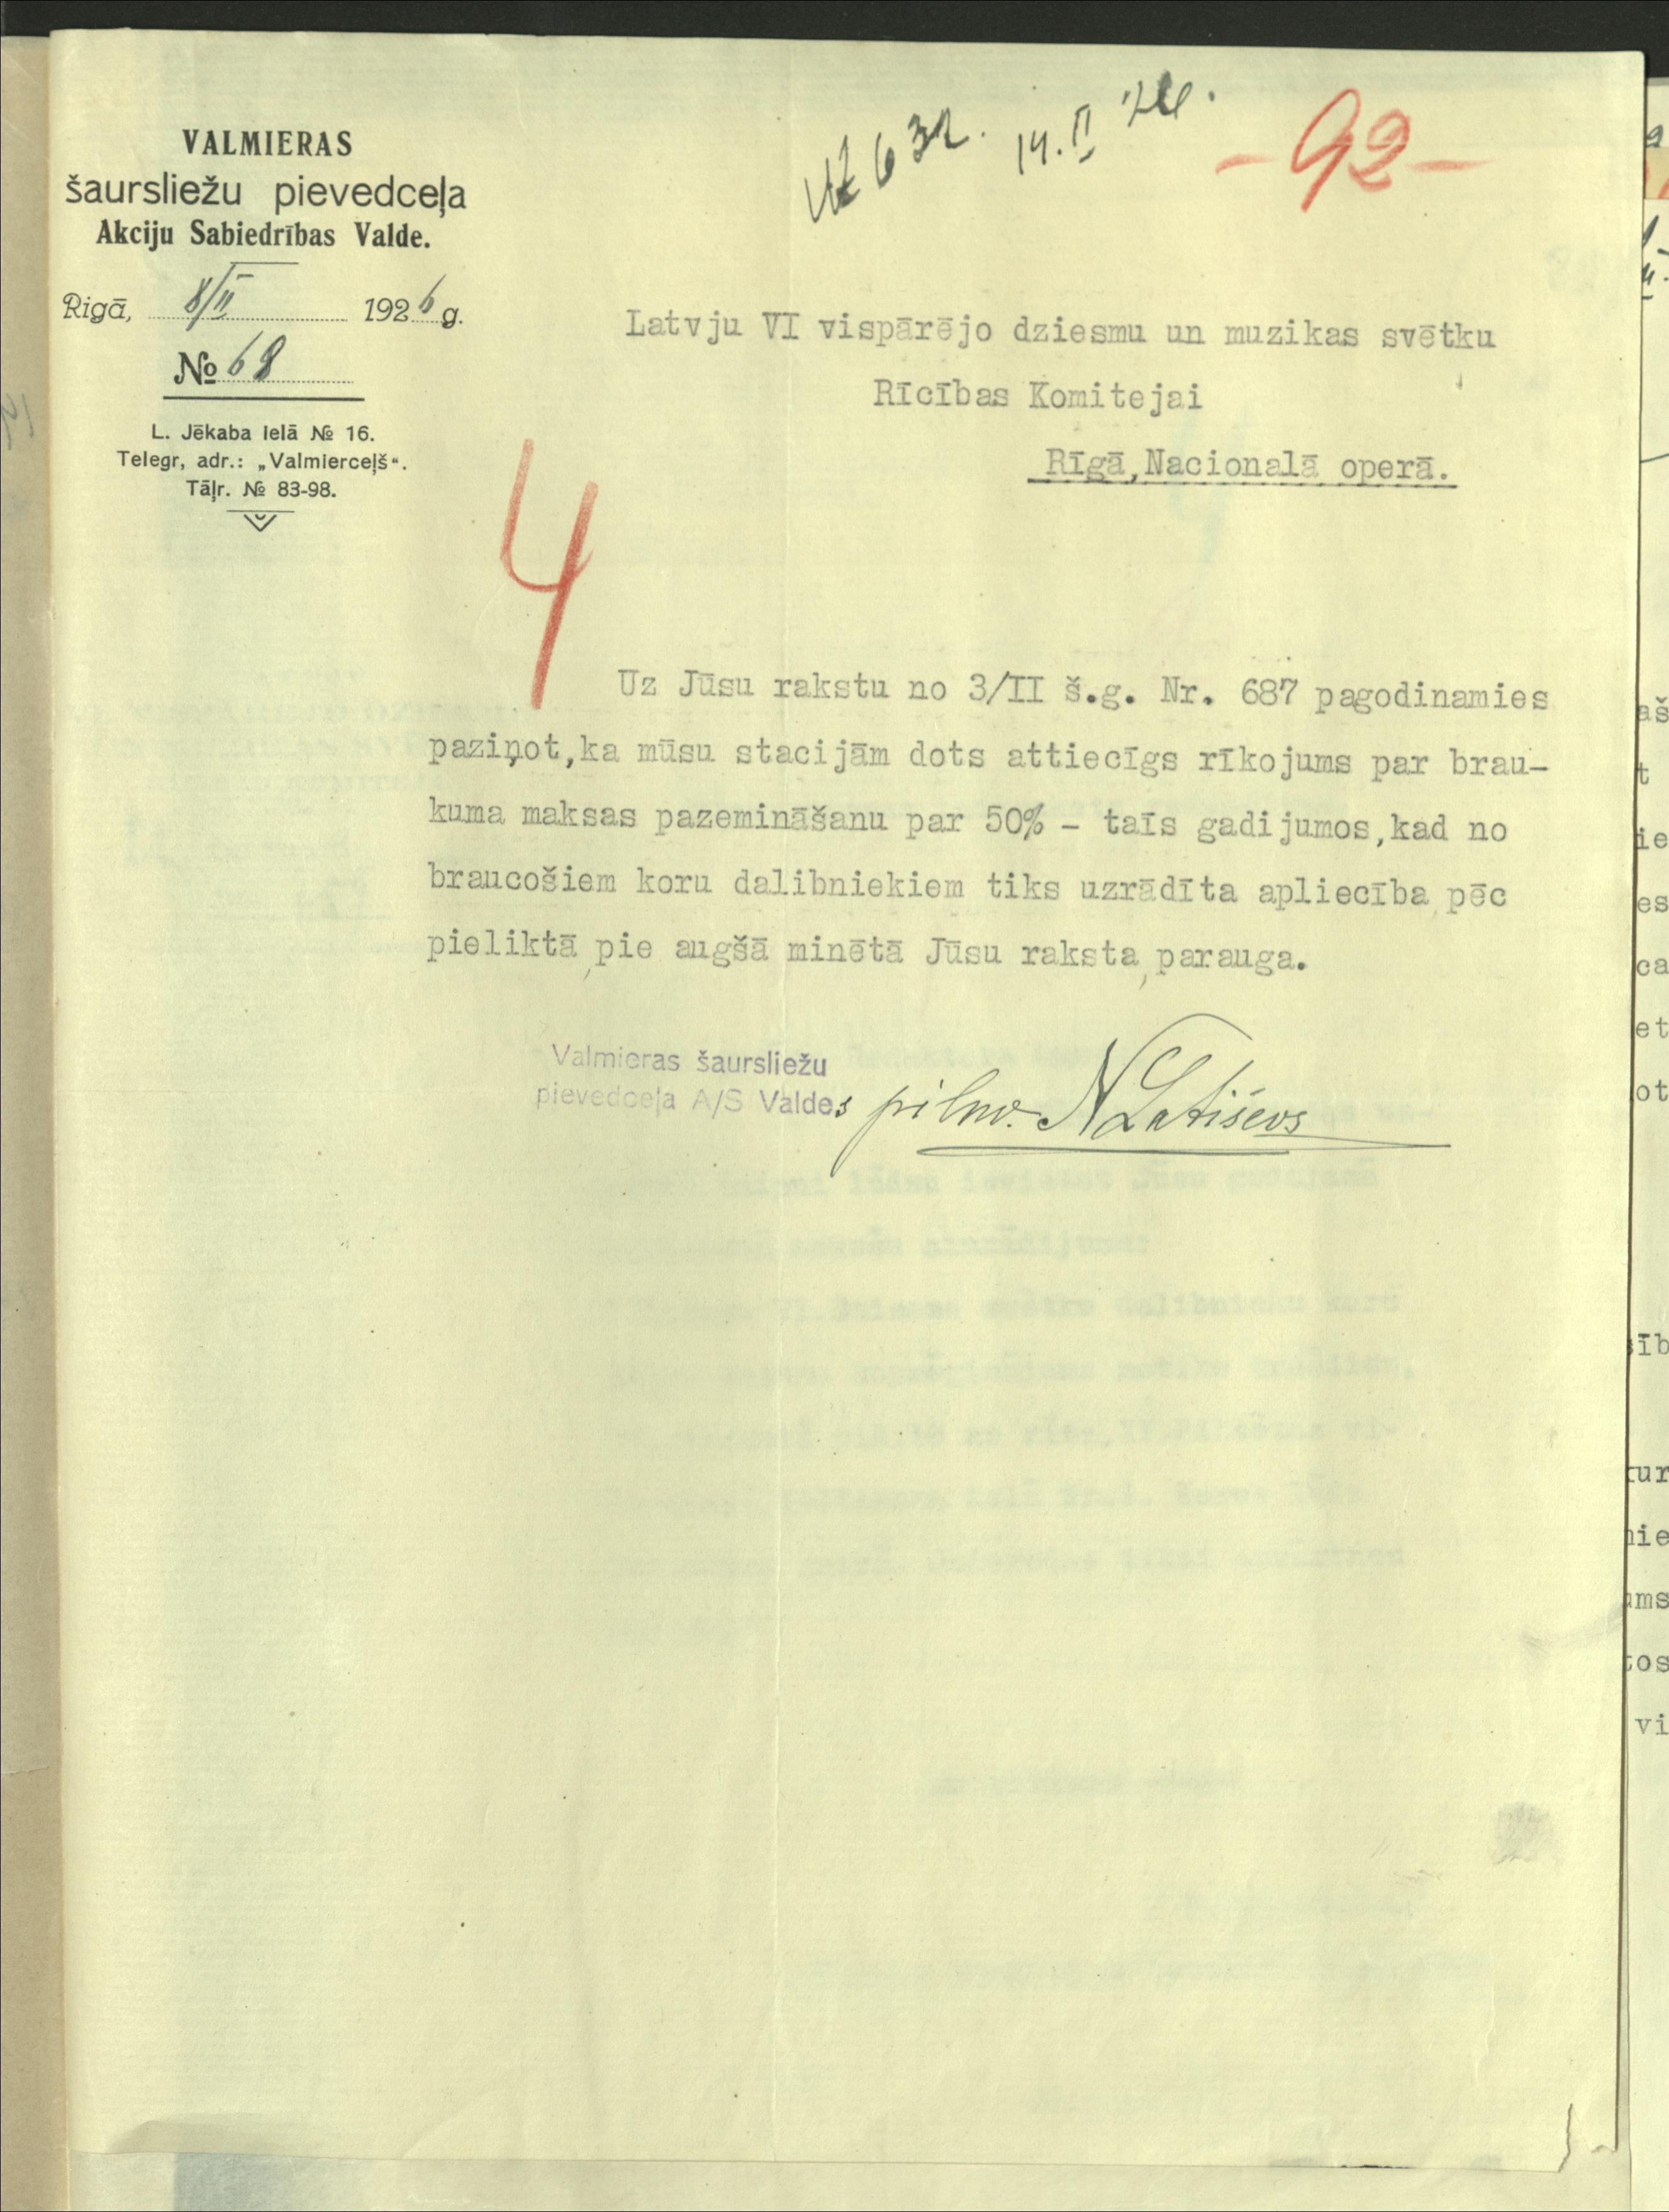 14. II
-92-
VALMIERAS
šaursliežu pievedceļa
Akciju Sabiedrības Valde.
Rigā, 8/II 1926 g.
№ 68
L. Jēkaba ielā № 16.
Telegr, adr.: „Valmierceļš“.
Tāļr. № 83-98.
Latvju VI vispārējo dziesmu un muzikas svētku
Rīcības Komitejai
Rīgā,Nacionalā operā.
4
Uz Jūsu rakstu no 3/II š.g. Nr. 687 pagodinamies
paziņot,ka mūsu stacijām dots attiecīgs rīkojums par brau-
kuma maksas pazemināšanu par 50% - taīs gadijumos,kad no
braucošiem koru dalibniekiem tiks uzrādīta apliecība pēc
pieliktā, pie augšā minētā Jūsu raksta, parauga.
Valmieras šaursliežu
pievedceļa A/S Valdes pilnv. N Latiševs